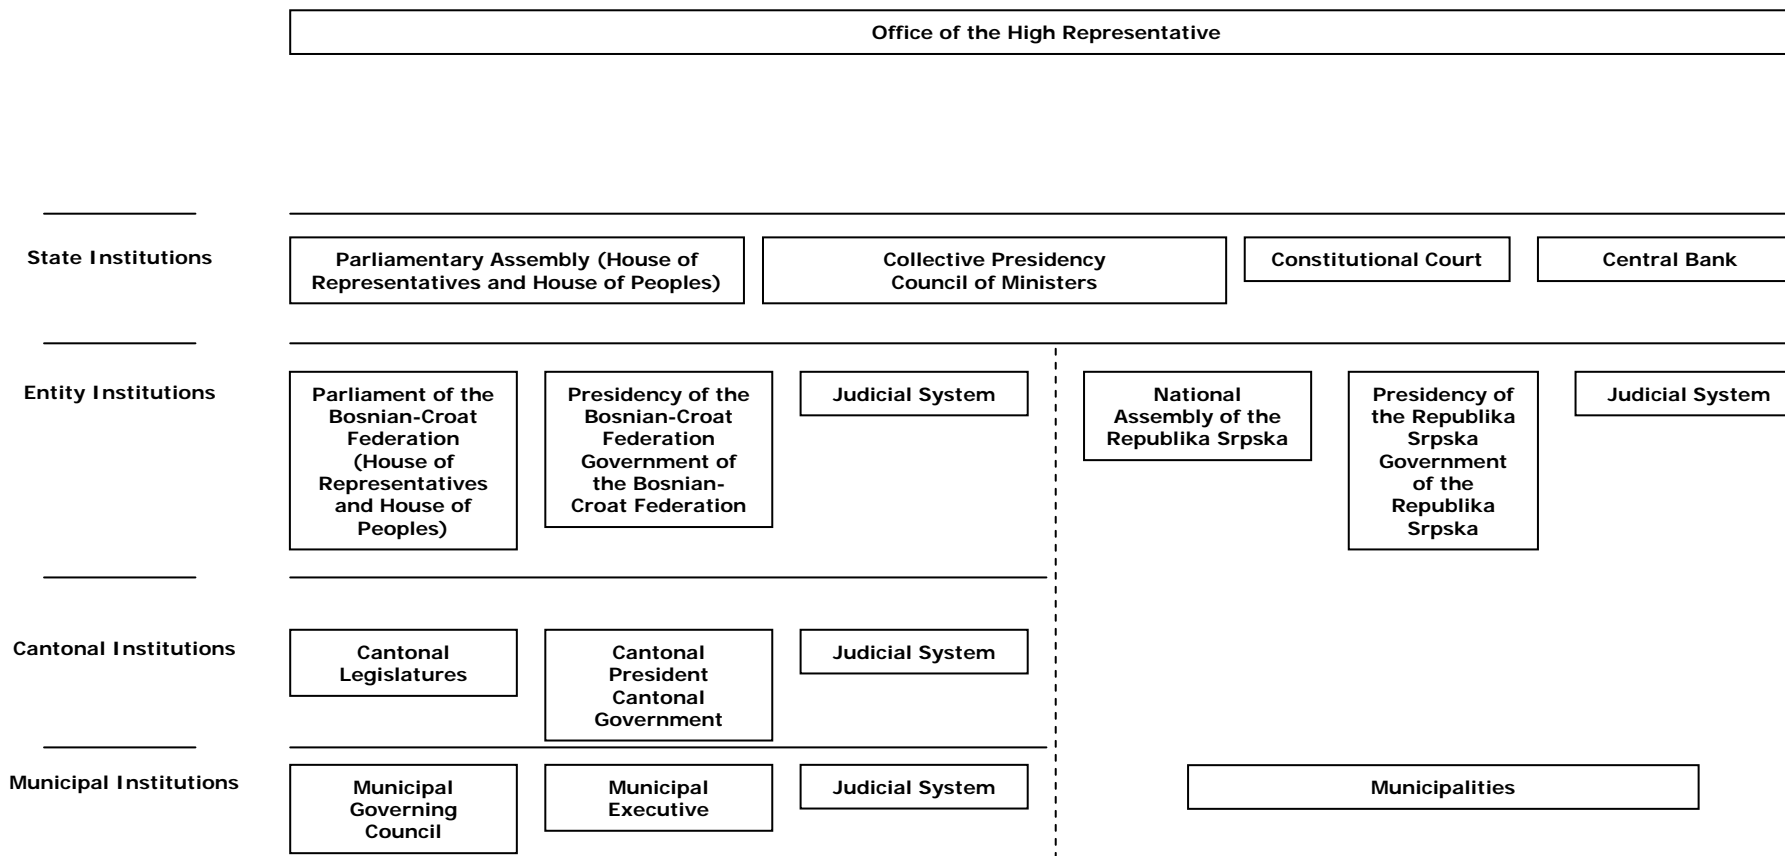 Office of the High Representative
State Institutions
Parliamentary Assembly (House of
Representatives and House of Peoples)
Collective Presidency
Council of Ministers
Constitutional Court
Central Bank
Entity Institutions
Parliament of the
Bosnian-Croat
Federation
(House of
Representatives
and House of
Peoples)
Presidency of the
Bosnian-Croat
Federation
Government of
the Bosnian-
Croat Federation
Judicial System
National
Assembly of the
Republika Srpska
Presidency of
the Republika
Srpska
Government
of the
Republika
Srpska
Judicial System
Cantonal Institutions
Cantonal
Legislatures
Cantonal
President
Cantonal
Government
Judicial System
Municipal Institutions
Municipal
Governing
Council
Municipal
Executive
Judicial System
Municipalities